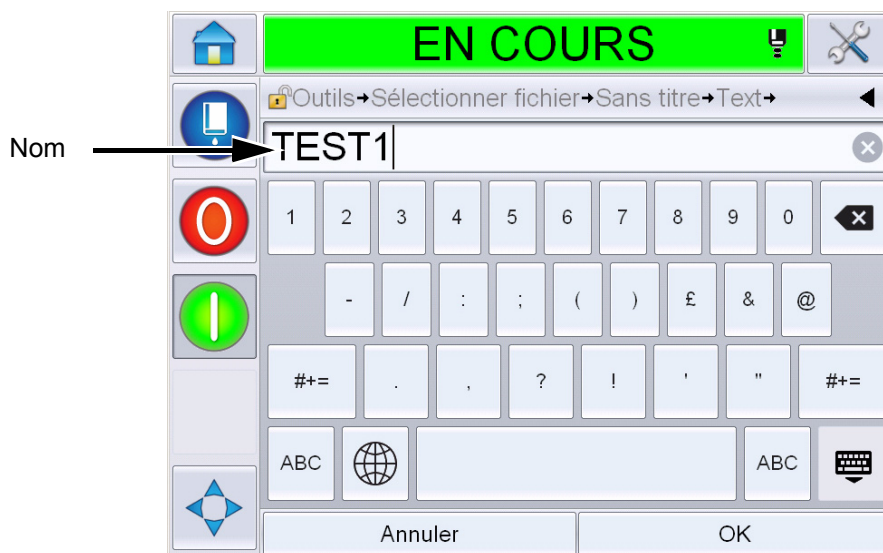 EN COURS
Outils→Sélectionner fichier→Sans titre→Text→
Nom
TEST1
1 2 3 4 5 6 7 8 9 0
- / : ; ( ) £ & @
#+= . , ? ! ' " #+=
ABC ABC
Annuler OK